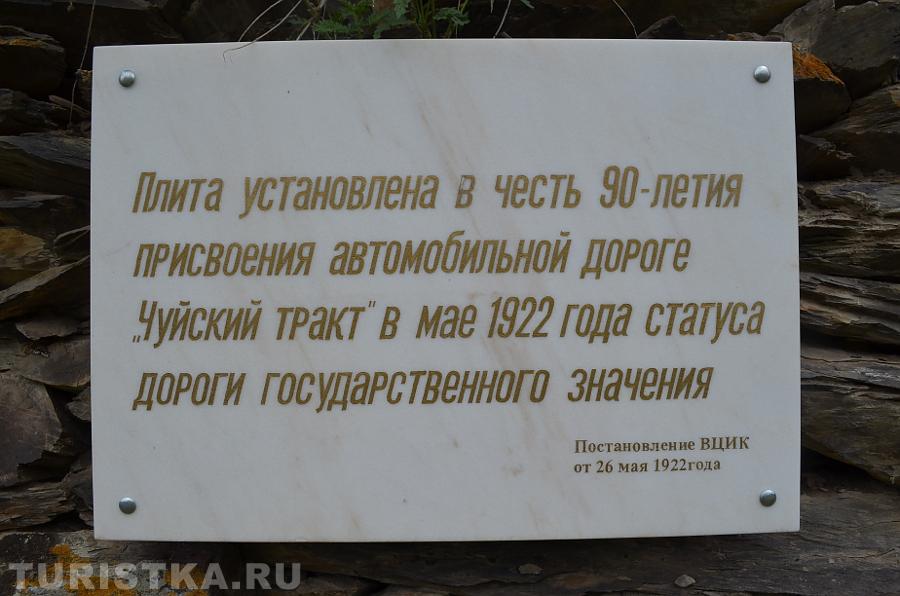 Плита установлена в честь 90-летия
присвоения автомобильной дороге
„Чуйский тракт" в мае 1922 года статуса
дороги государственного значения
Постановление ВЦИК
от 26 мая 1922года
TURISTKA.RU